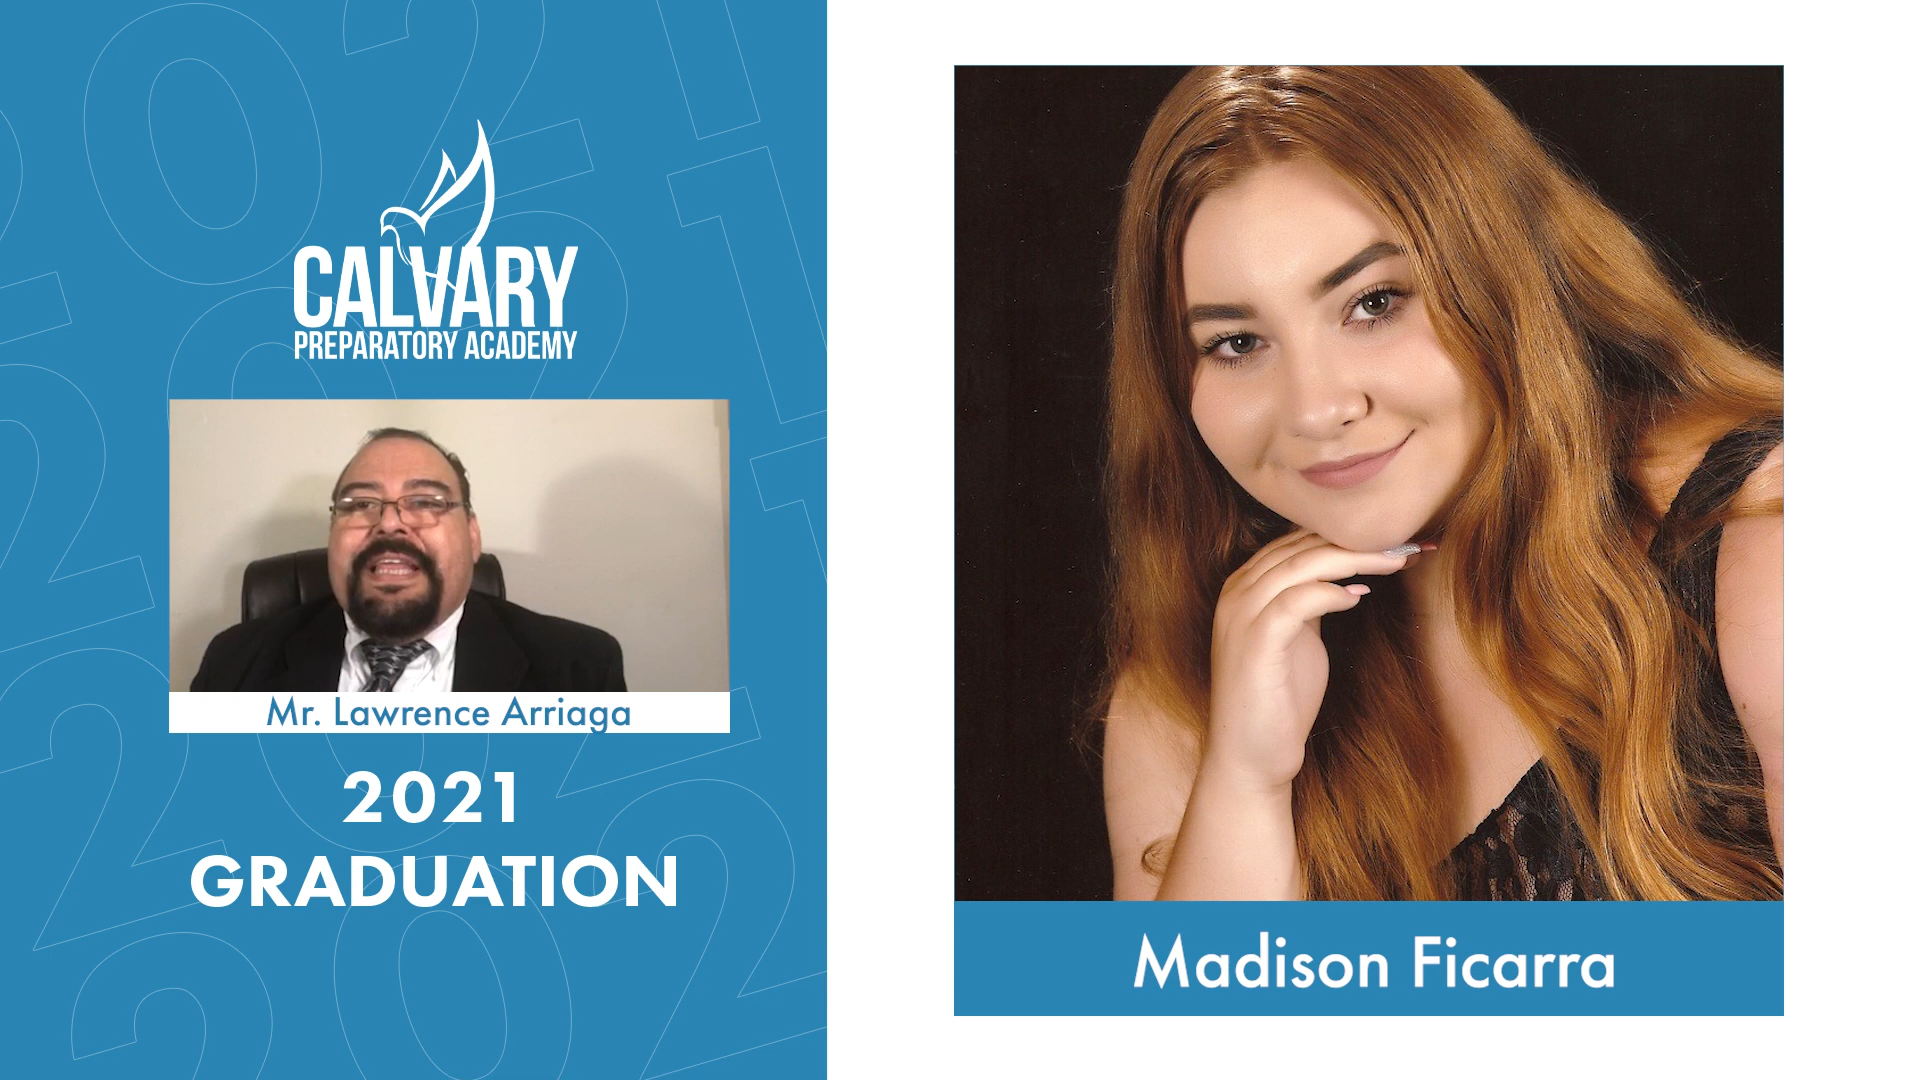 CALVARY
PREPARATORY ACADEMY
Mr. Lawrence Arriaga
2021
GRADUATION
Madison Ficarra